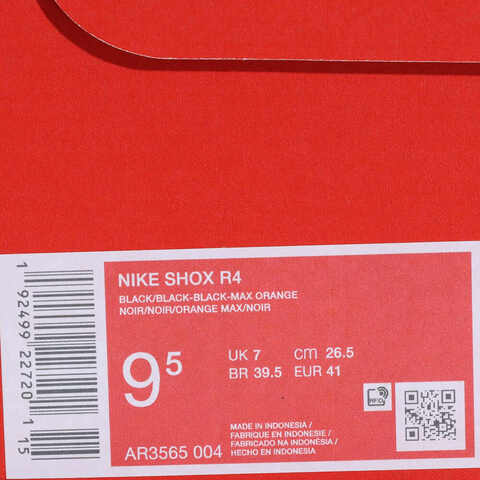 NIKE SHOX R4
BLACK/BLACK-BLACK-MAX ORANGE
NOIR/NOIR/ORANGE MAX/NOIR
9⁵
UK 7 cm 26.5
BR 39.5 EUR 41
MADE IN INDONESIA /
FABRIQUE EN INDONESIE /
FABRICADO NA INDONÉSIA /
HECHO EN INDONESIA
AR3565 004
RFID
1 92499 22720 1 15